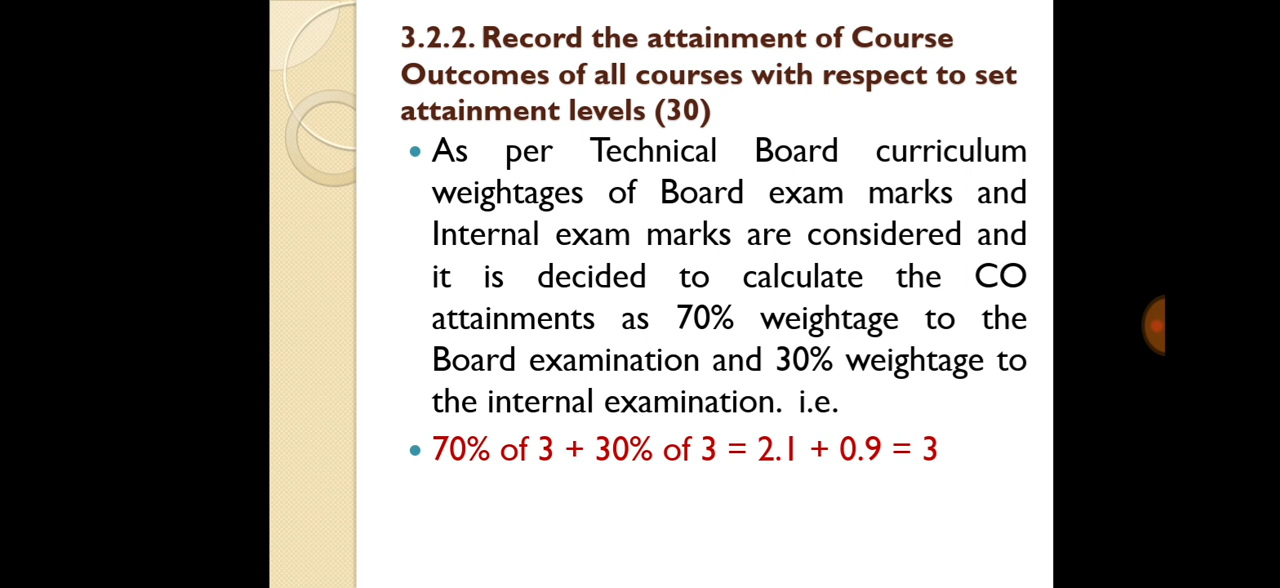 3.2.2. Record the attainment of Course
Outcomes of all courses with respect to set
attainment levels (30)
• As per Technical Board curriculum
weightages of Board exam marks and
Internal exam marks are considered and
it is decided to calculate the CO
attainments as 70% weightage to the
Board examination and 30% weightage to
the internal examination. i.e.
• 70% of 3 + 30% of 3 = 2.1 + 0.9 = 3